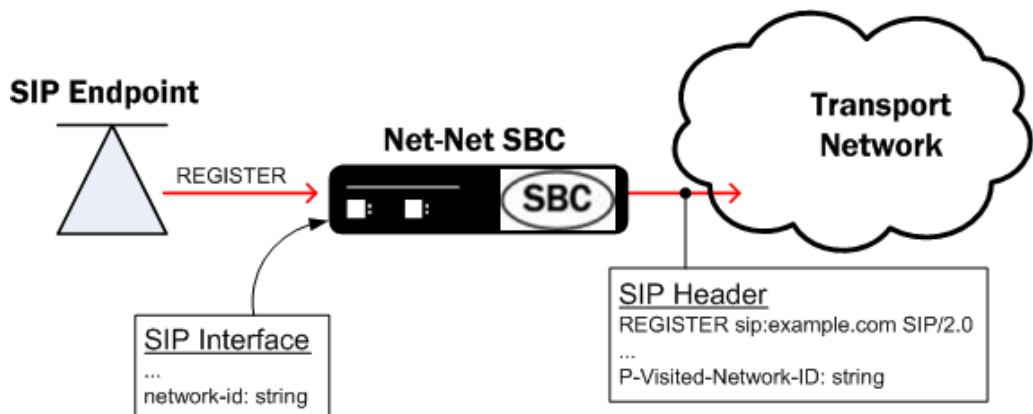 SIP Endpoint
REGISTER
Net-Net SBC
SBC
Transport
Network
SIP Interface
...
network-id: string
SIP Header
REGISTER sip:example.com SIP/2.0
...
P-Visited-Network-ID: string